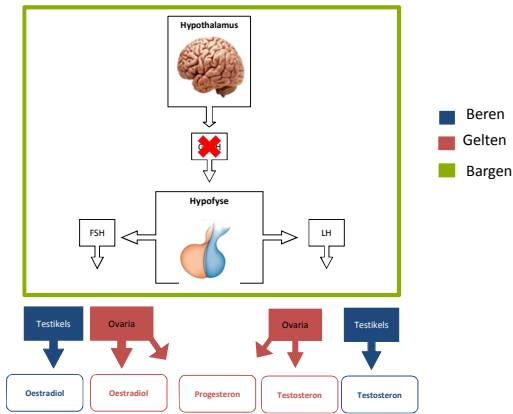 Hypothalamus
Hypofyse
FSH
LH
Beren
Gelten
Bargen
Testikels
Ovaria
Ovaria
Testikels
Oestradiol
Oestradiol
Progesteron
Testosteron
Testosteron